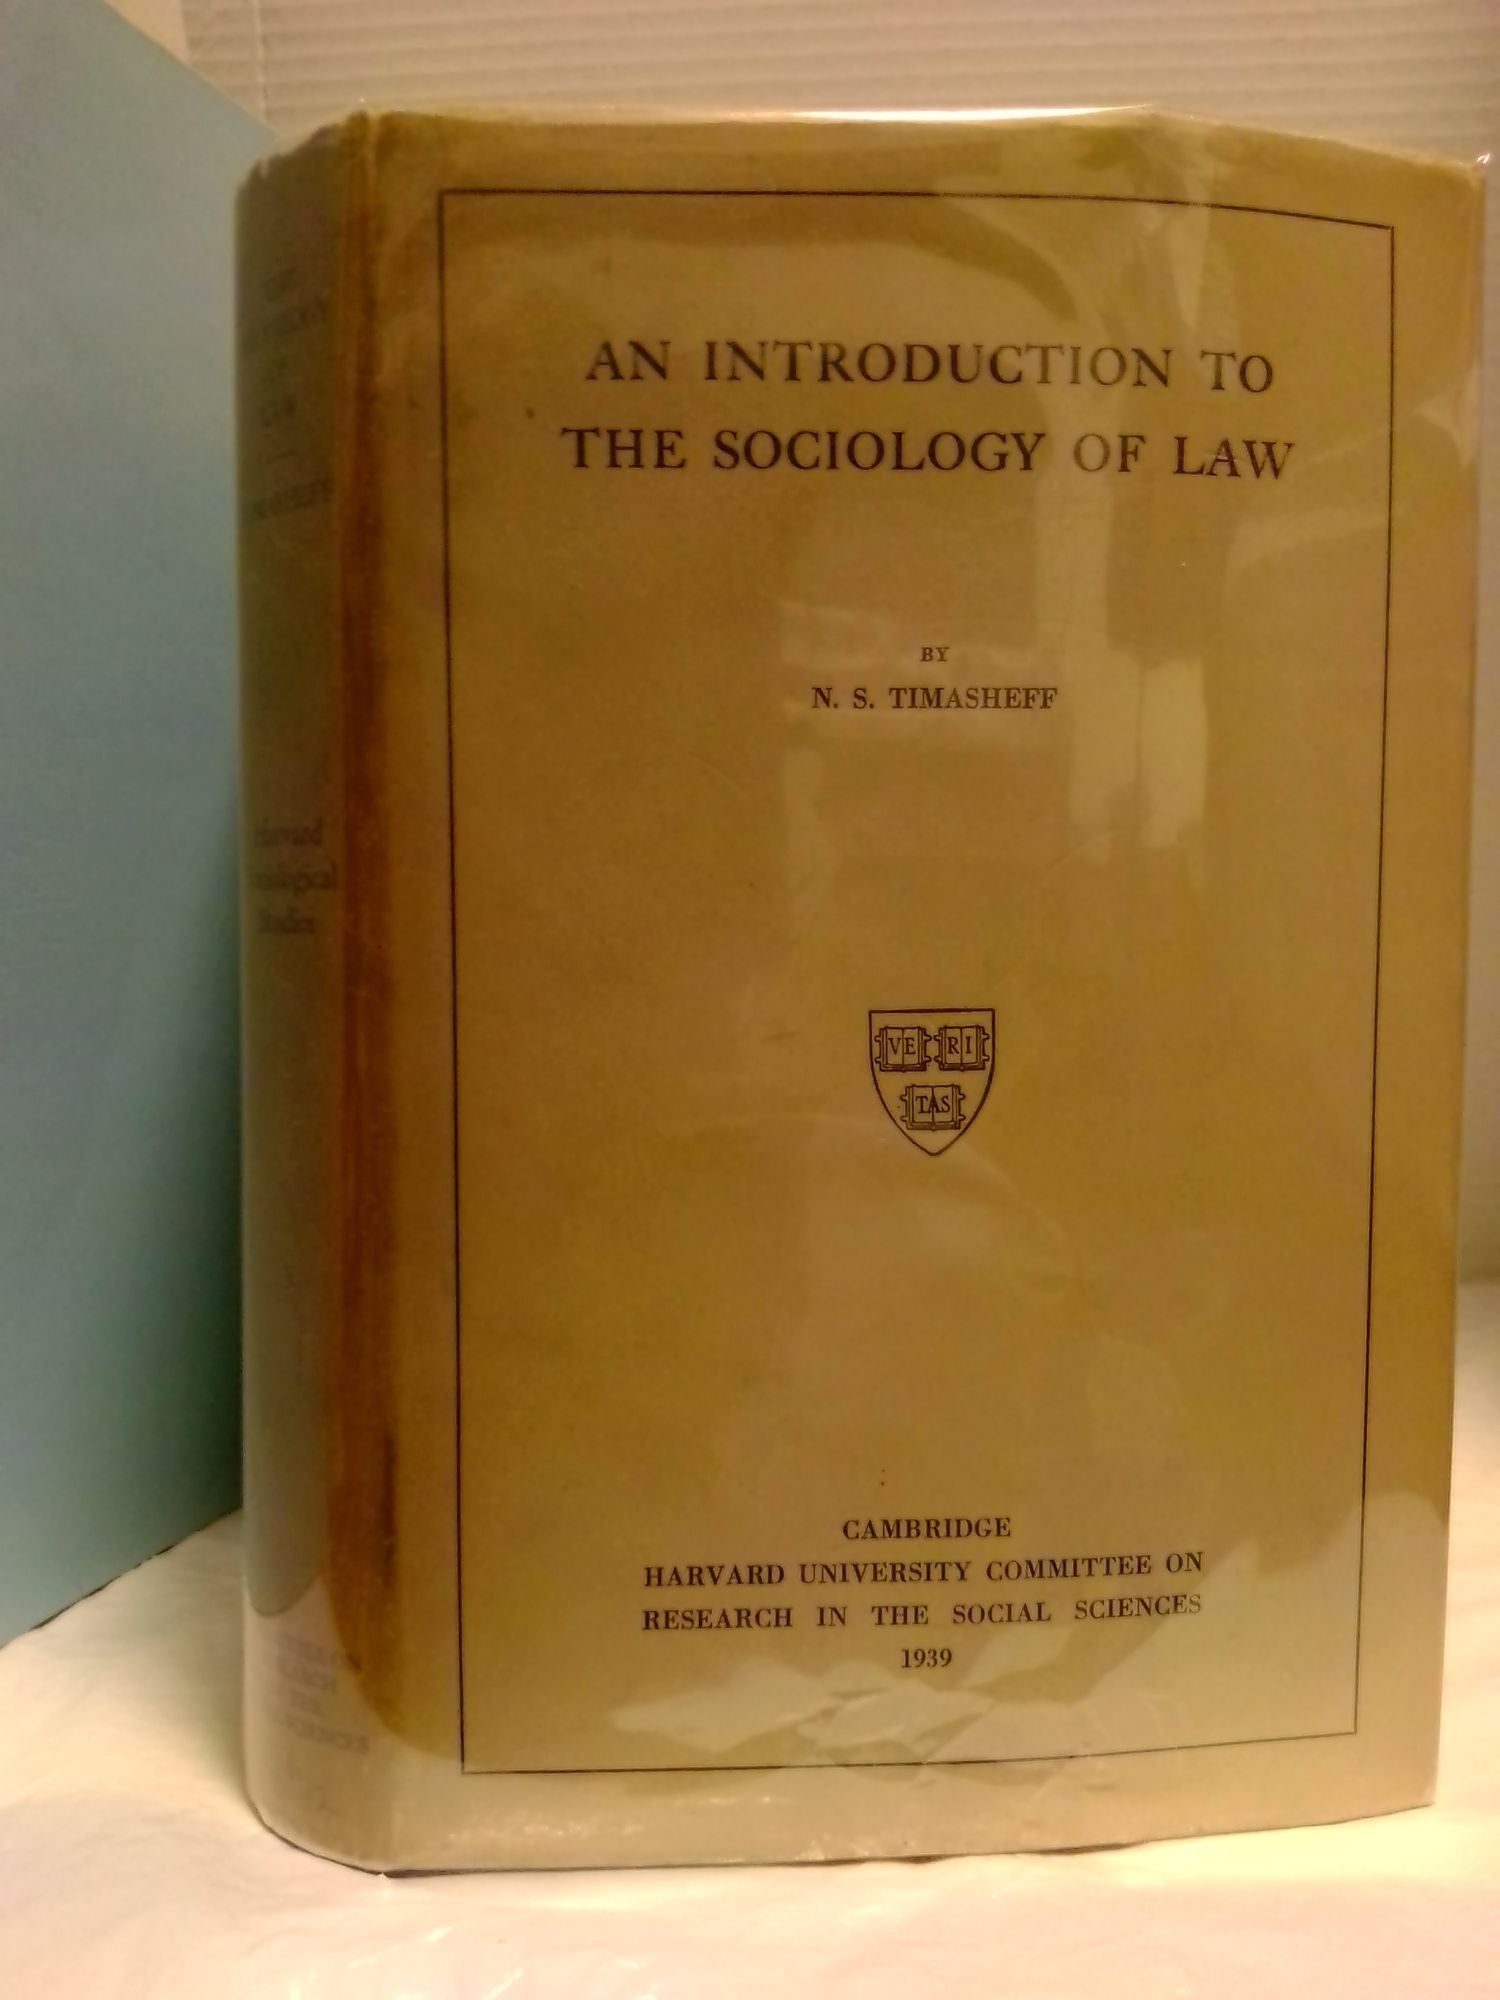 AN INTRODUCTION TO
THE SOCIOLOGY OF LAW
BY
N. S. TIMASHEFF
VE RI
TAS
CAMBRIDGE
HARVARD UNIVERSITY COMMITTEE ON
RESEARCH IN THE SOCIAL SCIENCES
1939
LAW
Harvard
Studies